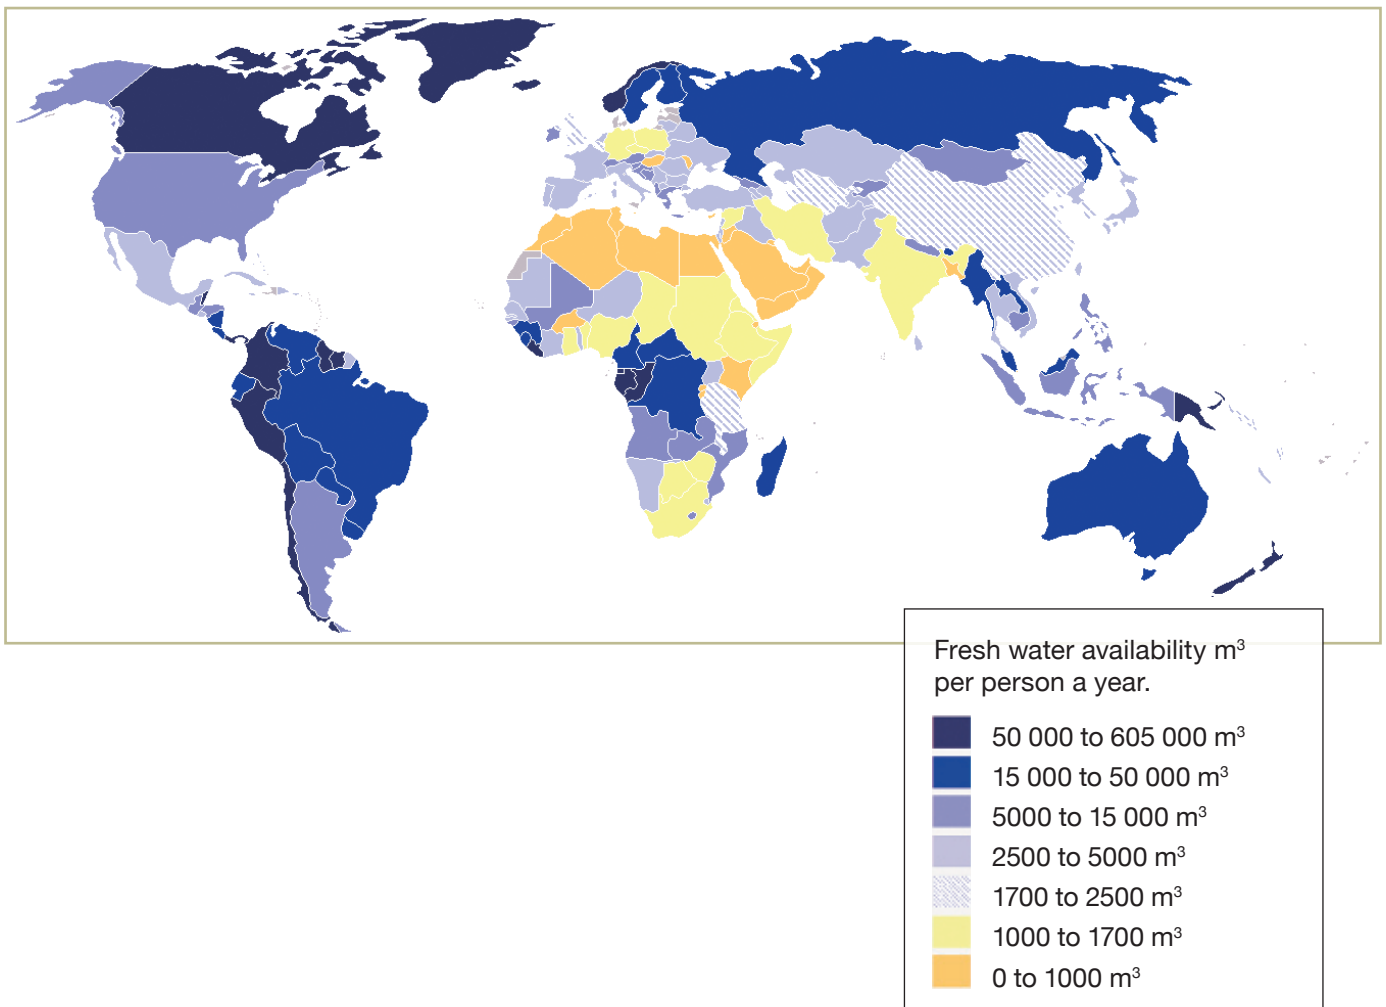 Fresh water availability m³
per person a year.
50 000 to 605 000 m³
15 000 to 50 000 m³
5000 to 15 000 m³
2500 to 5000 m³
1700 to 2500 m³
1000 to 1700 m³
0 to 1000 m³